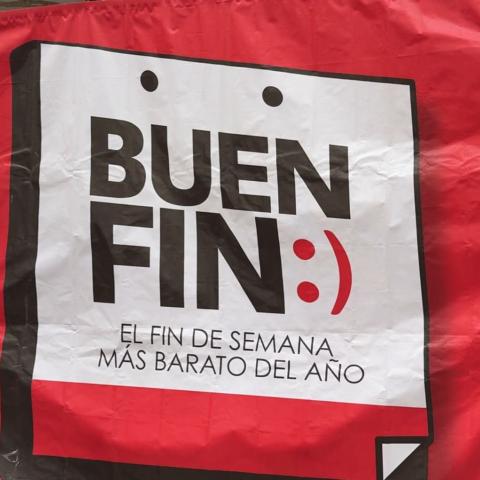 BUEN
FIN:)
EL FIN DE SEMANA
MÁS BARATO DEL AÑO